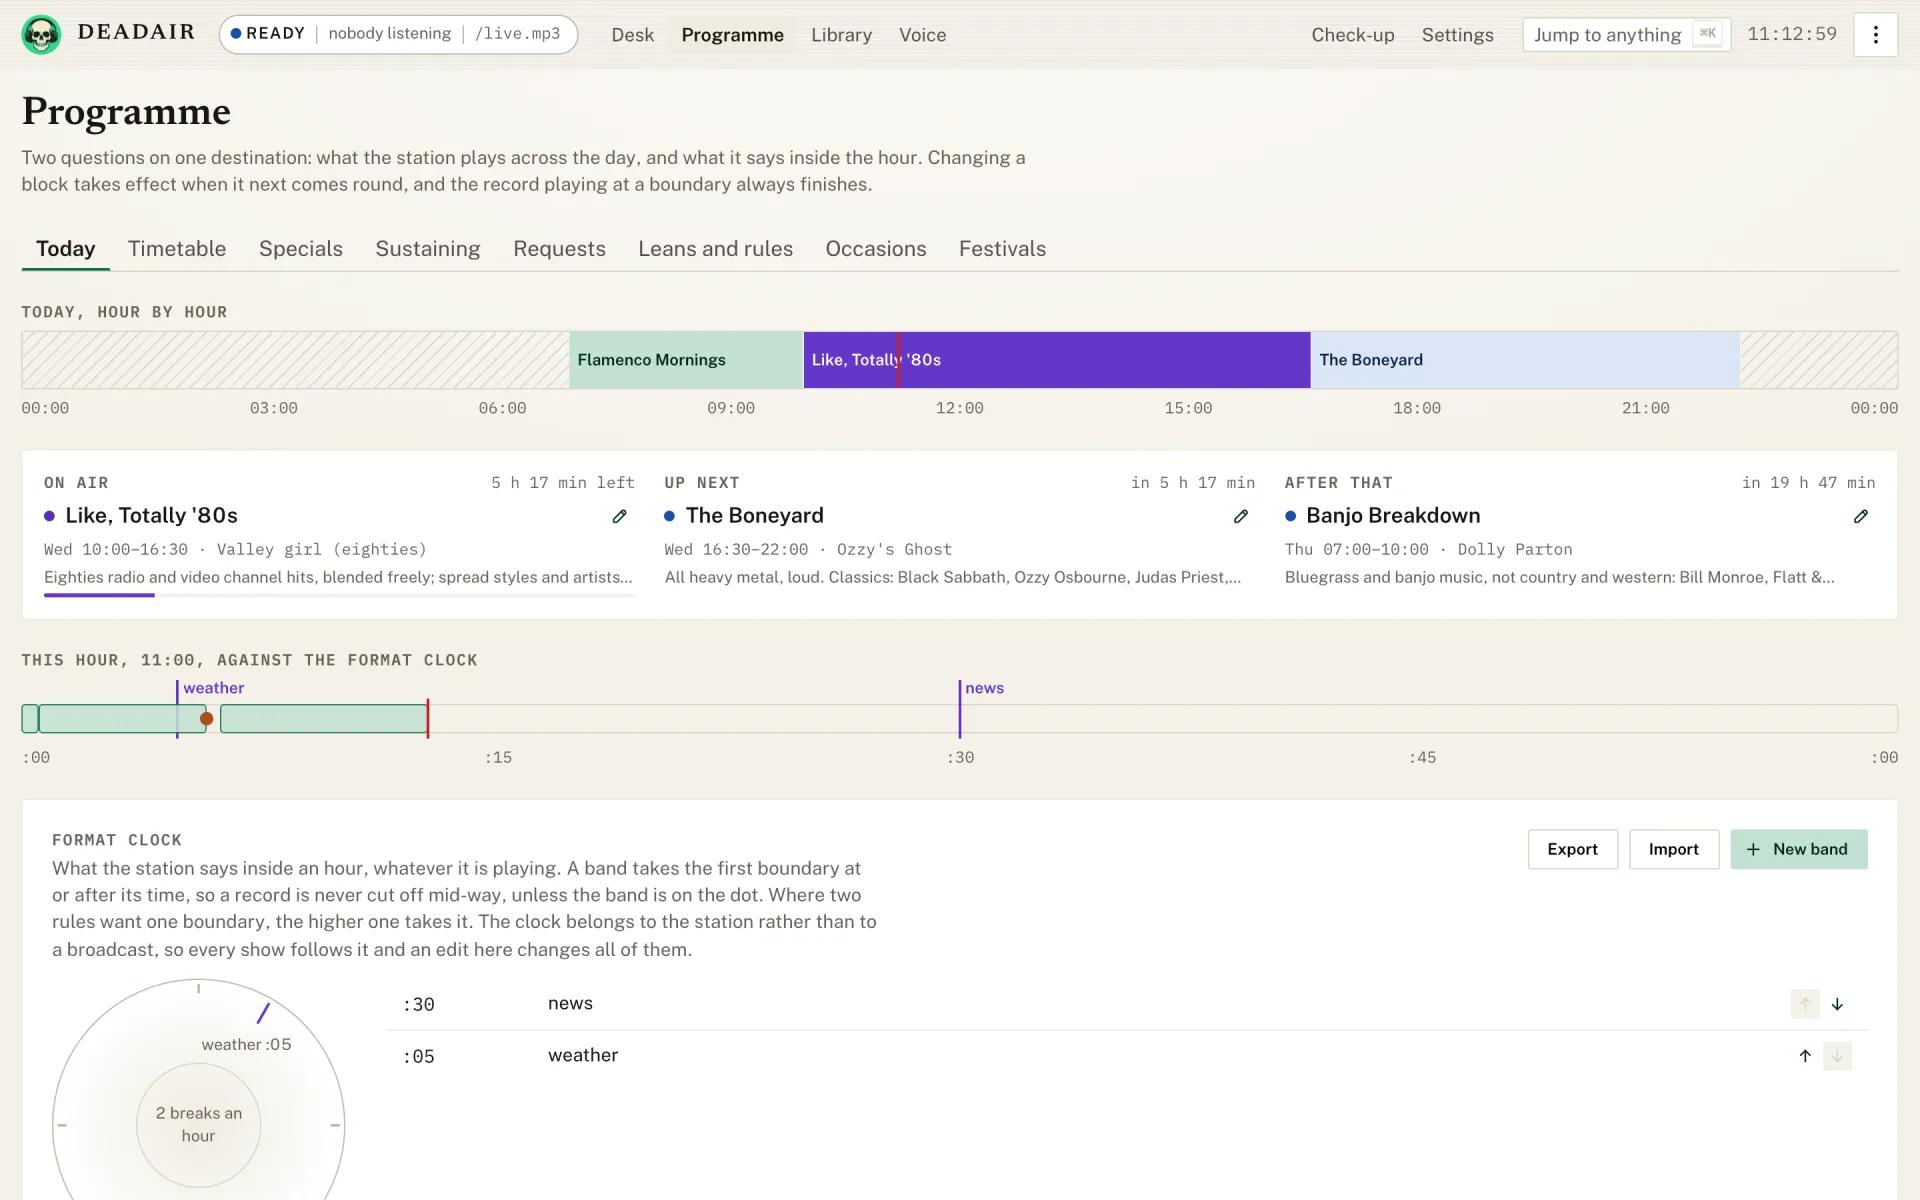 DEADAIR
READY | nobody listening | /live.mp3
Desk
Programme
Library
Voice
Check-up
Settings
Jump to anything ⌘K
11:12:59
Programme
Two questions on one destination: what the station plays across the day, and what it says inside the hour. Changing a
block takes effect when it next comes round, and the record playing at a boundary always finishes.
Today
Timetable
Specials
Sustaining
Requests
Leans and rules
Occasions
Festivals
TODAY, HOUR BY HOUR
Flamenco Mornings
Like, Totally '80s
The Boneyard
00:00 03:00 06:00 09:00 12:00 15:00 18:00 21:00 00:00
ON AIR
5 h 17 min left
Like, Totally '80s
Wed 10:00–16:30 · Valley girl (eighties)
Eighties radio and video channel hits, blended freely; spread styles and artists...
UP NEXT
in 5 h 17 min
The Boneyard
Wed 16:30–22:00 · Ozzy's Ghost
All heavy metal, loud. Classics: Black Sabbath, Ozzy Osbourne, Judas Priest,...
AFTER THAT
in 19 h 47 min
Banjo Breakdown
Thu 07:00–10:00 · Dolly Parton
Bluegrass and banjo music, not country and western: Bill Monroe, Flatt &...
THIS HOUR, 11:00, AGAINST THE FORMAT CLOCK
weather
news
:00 :15 :30 :45 :00
FORMAT CLOCK
What the station says inside an hour, whatever it is playing. A band takes the first boundary at
or after its time, so a record is never cut off mid-way, unless the band is on the dot. Where two
rules want one boundary, the higher one takes it. The clock belongs to the station rather than to
a broadcast, so every show follows it and an edit here changes all of them.
Export
Import
+ New band
weather :05
2 breaks an
hour
:30 news
:05 weather